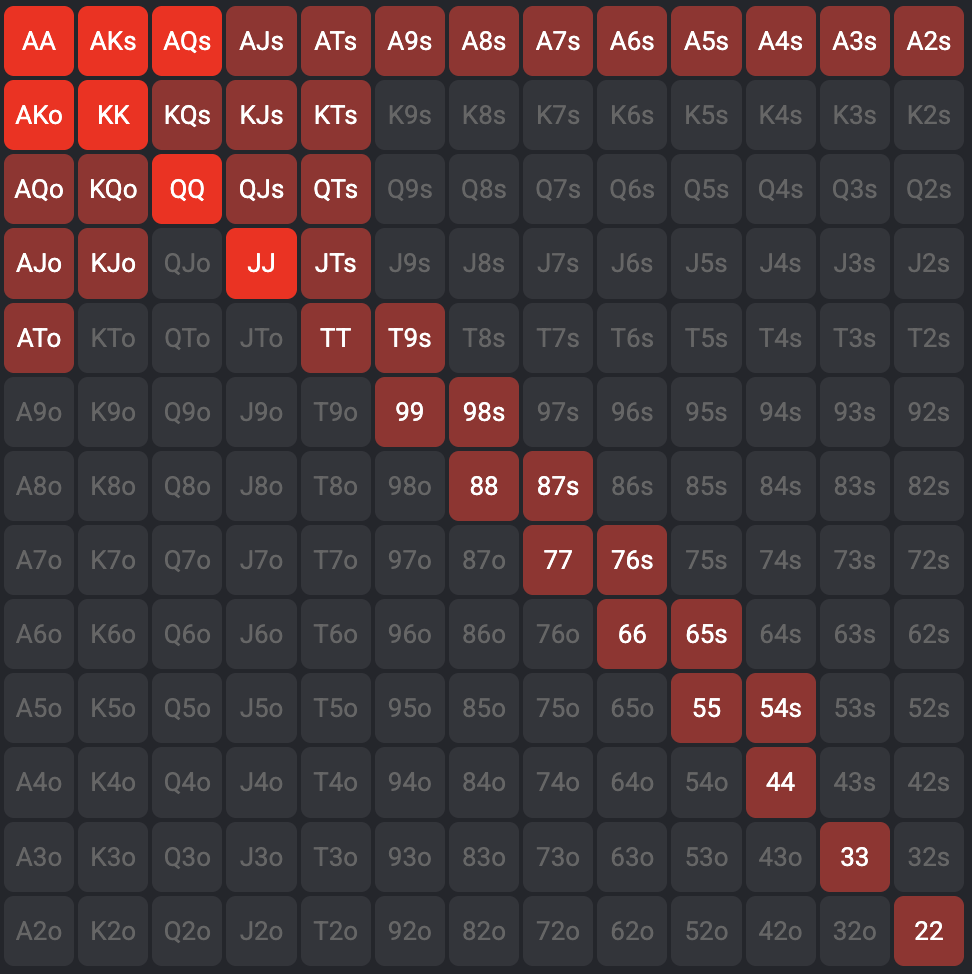 AA AKs AQs AJs ATs A9s A8s A7s A6s A5s A4s A3s A2s
AKo KK KQs KJs KTs K9s K8s K7s K6s K5s K4s K3s K2s
AQo KQo QQ QJs QTs Q9s Q8s Q7s Q6s Q5s Q4s Q3s Q2s
AJo KJo QJo JJ JTs J9s J8s J7s J6s J5s J4s J3s J2s
ATo KTo QTo JTo TT T9s T8s T7s T6s T5s T4s T3s T2s
A9o K9o Q9o J9o T9o 99 98s 97s 96s 95s 94s 93s 92s
A8o K8o Q8o J8o T8o 98o 88 87s 86s 85s 84s 83s 82s
A7o K7o Q7o J7o T7o 97o 87o 77 76s 75s 74s 73s 72s
A6o K6o Q6o J6o T6o 96o 86o 76o 66 65s 64s 63s 62s
A5o K5o Q5o J5o T5o 95o 85o 75o 65o 55 54s 53s 52s
A4o K4o Q4o J4o T4o 94o 84o 74o 64o 54o 44 43s 42s
A3o K3o Q3o J3o T3o 93o 83o 73o 63o 53o 43o 33 32s
A2o K2o Q2o J2o T2o 92o 82o 72o 62o 52o 42o 32o 22